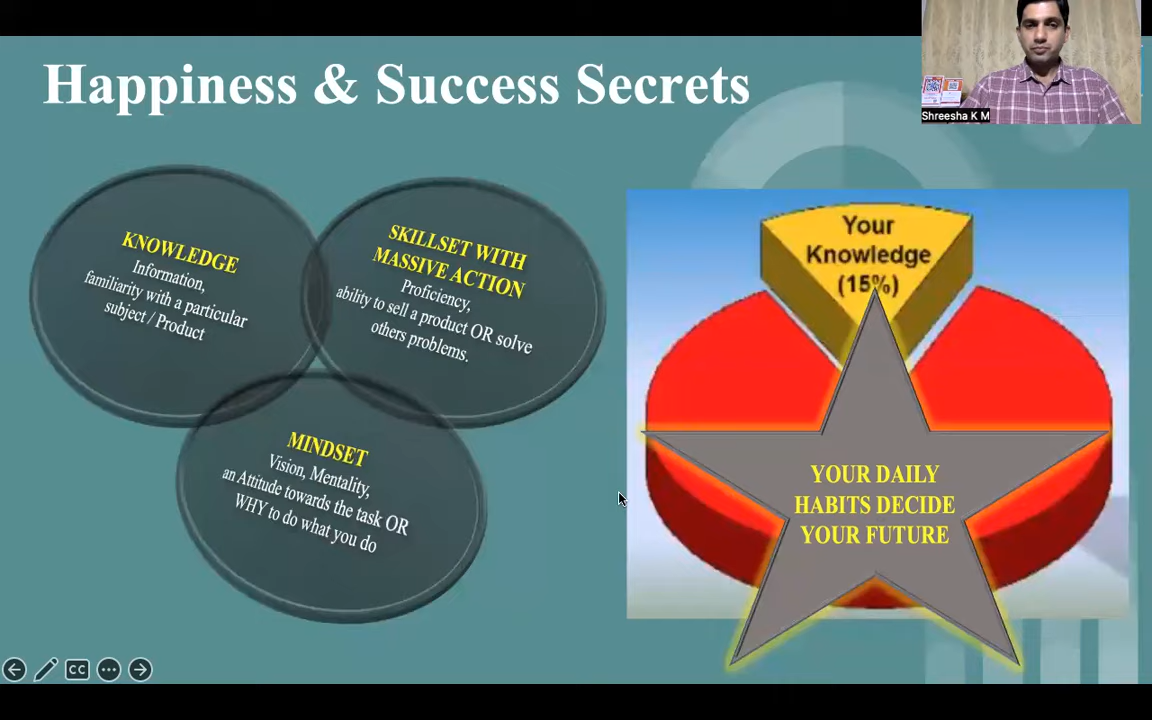 Happiness & Success Secrets
Shreesha K M
KNOWLEDGE
Information,
familiarity with a particular
subject / Product
SKILLSET WITH
MASSIVE ACTION
Proficiency,
ability to sell a product OR solve
others problems.
MINDSET
Vision, Mentality,
an Attitude towards the task OR
WHY to do what you do
Your
Knowledge
(15%)
YOUR DAILY
HABITS DECIDE
YOUR FUTURE
CC